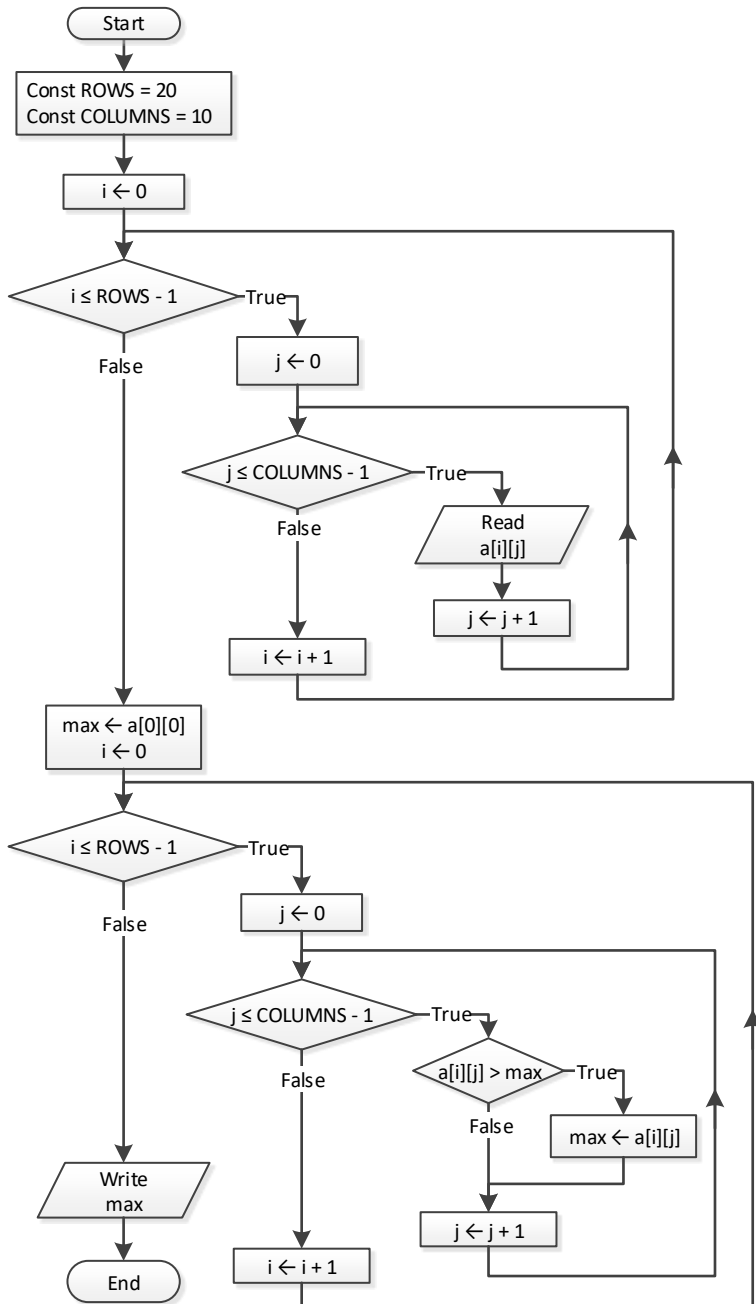 Start
Const ROWS = 20
Const COLUMNS = 10
i ← 0
i ≤ ROWS - 1
True
False
j ← 0
j ≤ COLUMNS - 1
True
False
Read
a[i][j]
j ← j + 1
i ← i + 1
max ← a[0][0]
i ← 0
i ≤ ROWS - 1
True
False
j ← 0
j ≤ COLUMNS - 1
True
False
a[i][j] > max
True
False
max ← a[i][j]
j ← j + 1
i ← i + 1
Write
max
End